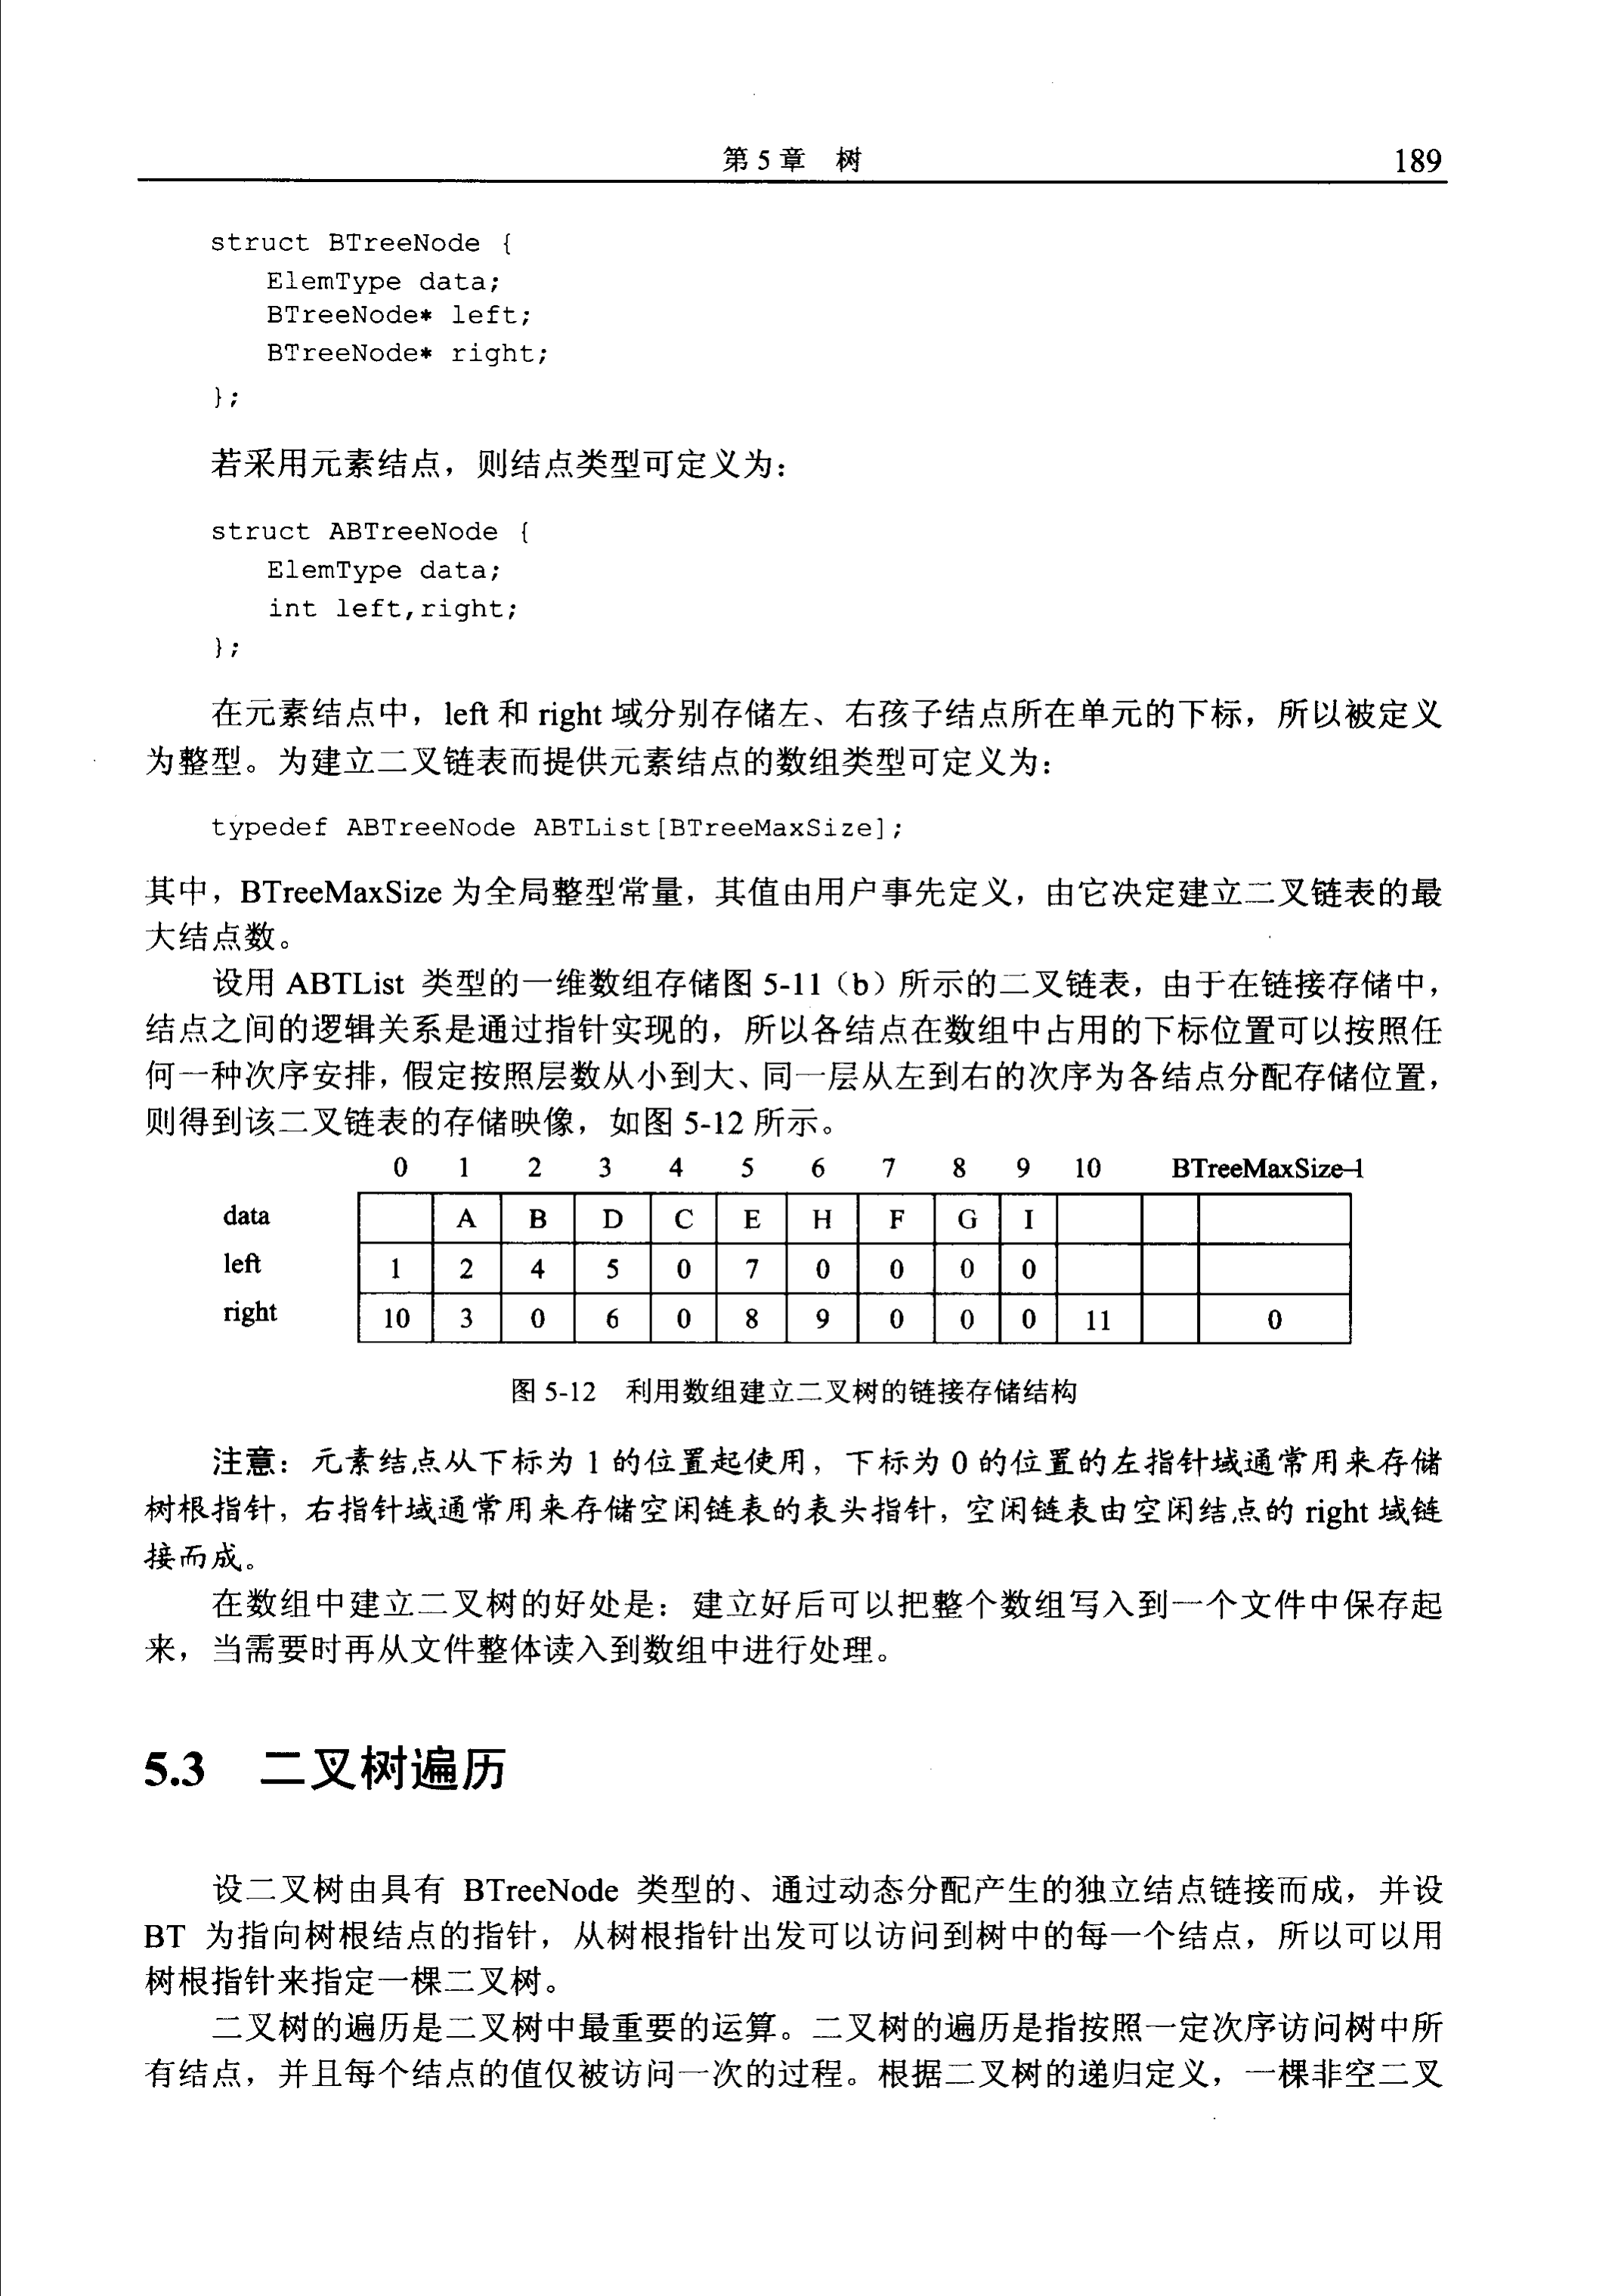 第5章 树 189
struct BTreeNode {
ElemType data;
BTreeNode* left;
BTreeNode* right;
};
若采用元素结点，则结点类型可定义为：
struct ABTreeNode {
ElemType data;
int left,right;
};
在元素结点中，left 和 right 域分别存储左、右孩子结点所在单元的下标，所以被定义
为整型。为建立二叉链表而提供元素结点的数组类型可定义为：
typedef ABTreeNode ABTList[BTreeMaxSize];
其中，BTreeMaxSize 为全局整型常量，其值由用户事先定义，由它决定建立二叉链表的最
大结点数。
设用 ABTList 类型的一维数组存储图 5-11（b）所示的二叉链表，由于在链接存储中，
结点之间的逻辑关系是通过指针实现的，所以各结点在数组中占用的下标位置可以按照任
何一种次序安排，假定按照层数从小到大、同一层从左到右的次序为各结点分配存储位置，
则得到该二叉链表的存储映像，如图 5-12 所示。
0 1 2 3 4 5 6 7 8 9 10 BTreeMaxSize-1
data A B D C E H F G I
left 1 2 4 5 0 7 0 0 0 0
right 10 3 0 6 0 8 9 0 0 0 11 0
图 5-12 利用数组建立二叉树的链接存储结构
注意：元素结点从下标为 1 的位置起使用，下标为 0 的位置的左指针域通常用来存储
树根指针，右指针域通常用来存储空闲链表的表头指针，空闲链表由空闲结点的 right 域链
接而成。
在数组中建立二叉树的好处是：建立好后可以把整个数组写入到一个文件中保存起
来，当需要时再从文件整体读入到数组中进行处理。
5.3 二叉树遍历
设二叉树由具有 BTreeNode 类型的、通过动态分配产生的独立结点链接而成，并设
BT 为指向树根结点的指针，从树根指针出发可以访问到树中的每一个结点，所以可以用
树根指针来指定一棵二叉树。
二叉树的遍历是二叉树中最重要的运算。二叉树的遍历是指按照一定次序访问树中所
有结点，并且每个结点的值仅被访问一次的过程。根据二叉树的递归定义，一棵非空二叉